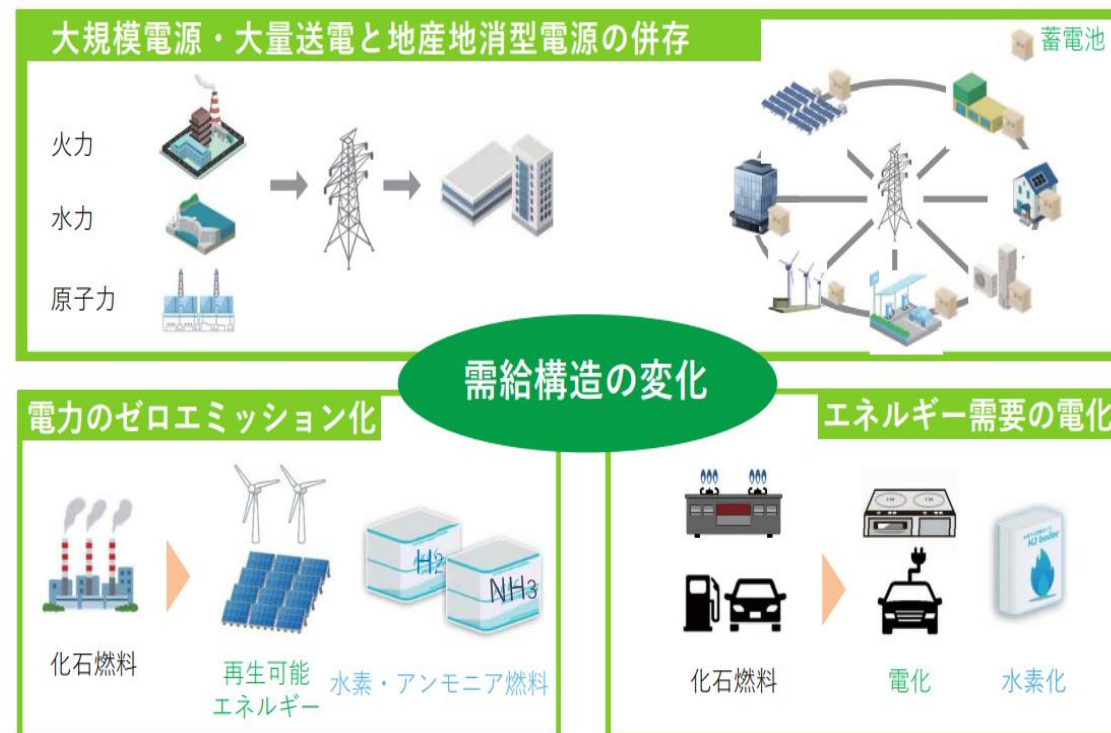 大規模電源・大量送電と地産地消型電源の併存
蓄電池
火力
水力
原子力
需給構造の変化
電力のゼロエミッション化
H2
NH3
化石燃料
再生可能
エネルギー
水素・アンモニア燃料
エネルギー需要の電化
H2 boiler
化石燃料
電化
水素化